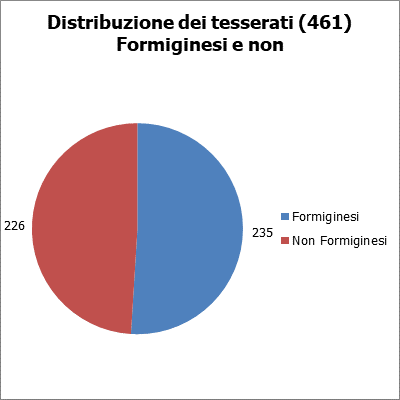 Distribuzione dei tesserati (461)
Formiginesi e non
226
235
Formiginesi
Non Formiginesi